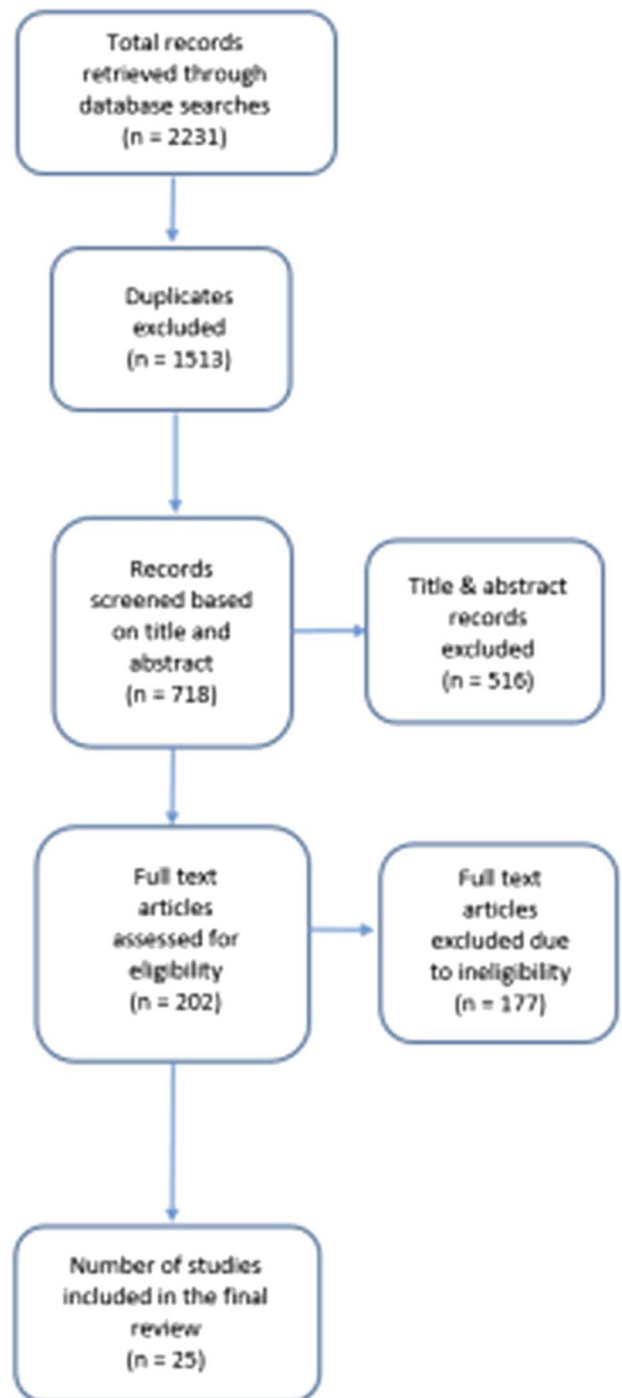 Total records
retrieved through
database searches
(n = 2231)
Duplicates
excluded
(n = 1513)
Records
screened based
on title and
abstract
(n = 718)
Title & abstract
records
excluded
(n = 516)
Full text
articles
assessed for
eligibility
(n = 202)
Full text
articles
excluded due
to ineligibility
(n = 177)
Number of studies
included in the final
review
(n = 25)